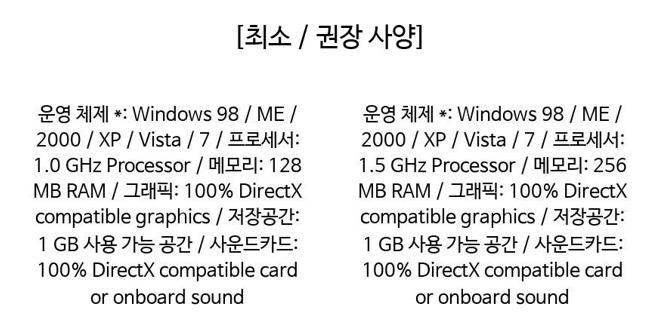 [최소 / 권장 사양]
운영 체제 *: Windows 98 / ME /
2000 / XP / Vista / 7 / 프로세서:
1.0 GHz Processor / 메모리: 128
MB RAM / 그래픽: 100% DirectX
compatible graphics / 저장공간:
1 GB 사용 가능 공간 / 사운드카드:
100% DirectX compatible card
or onboard sound
운영 체제 *: Windows 98 / ME /
2000 / XP / Vista / 7 / 프로세서:
1.5 GHz Processor / 메모리: 256
MB RAM / 그래픽: 100% DirectX
compatible graphics / 저장공간:
1 GB 사용 가능 공간 / 사운드카드:
100% DirectX compatible card
or onboard sound